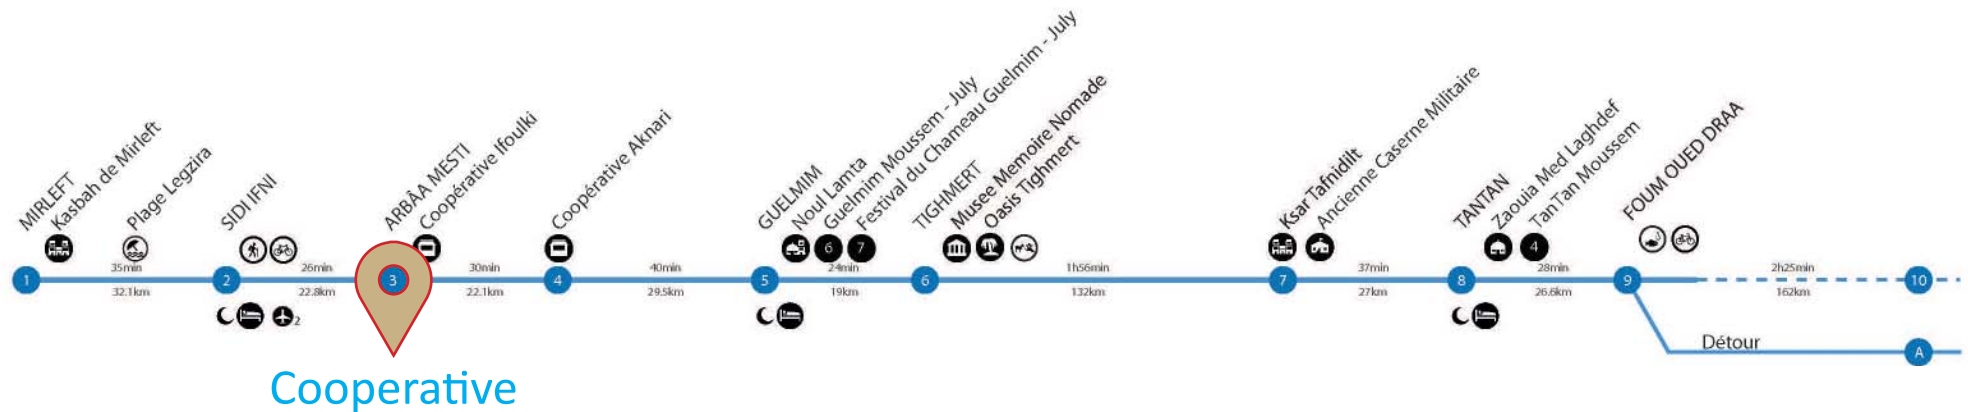 MIRLEFT
Kasbah de Mirleft
Plage Legzira
SIDI IFNI
ARBÂA MESTI
Coopérative Ifoulki
Coopérative Aknari
GUELMIM
Noul Lamta
Guelmim Moussem - July
Festival du Chameau Guelmim - July
TIGHMERT
Musee Memoire Nomade
Oasis Tighmert
Ksar Tafnidilt
Ancienne Caserne Militaire
TANTAN
Zaouia Med Laghdef
TanTan Moussem
FOUM OUED DRAA
6 7 4
35min 26min 30min 40min 24min 1h56min 37min 28min 2h25min
1 2 3 4 5 6 7 8 9 10
32.1km 22.8km 22.1km 29.5km 19km 132km 27km 26.6km 162km
2
Détour A
Cooperative